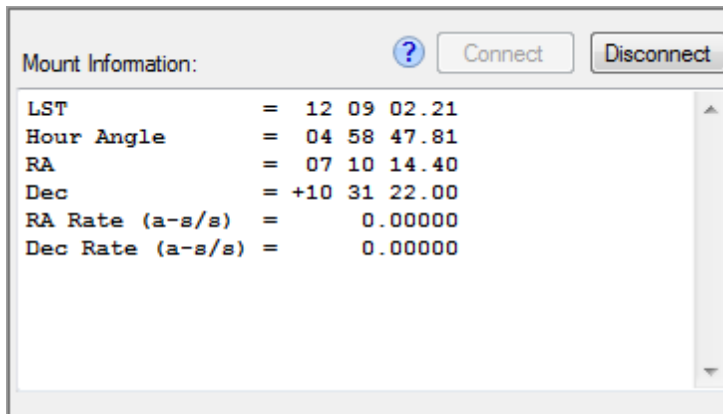 Mount Information: ? Connect Disconnect
LST = 12 09 02.21
Hour Angle = 04 58 47.81
RA = 07 10 14.40
Dec = +10 31 22.00
RA Rate (a-s/s) = 0.00000
Dec Rate (a-s/s) = 0.00000